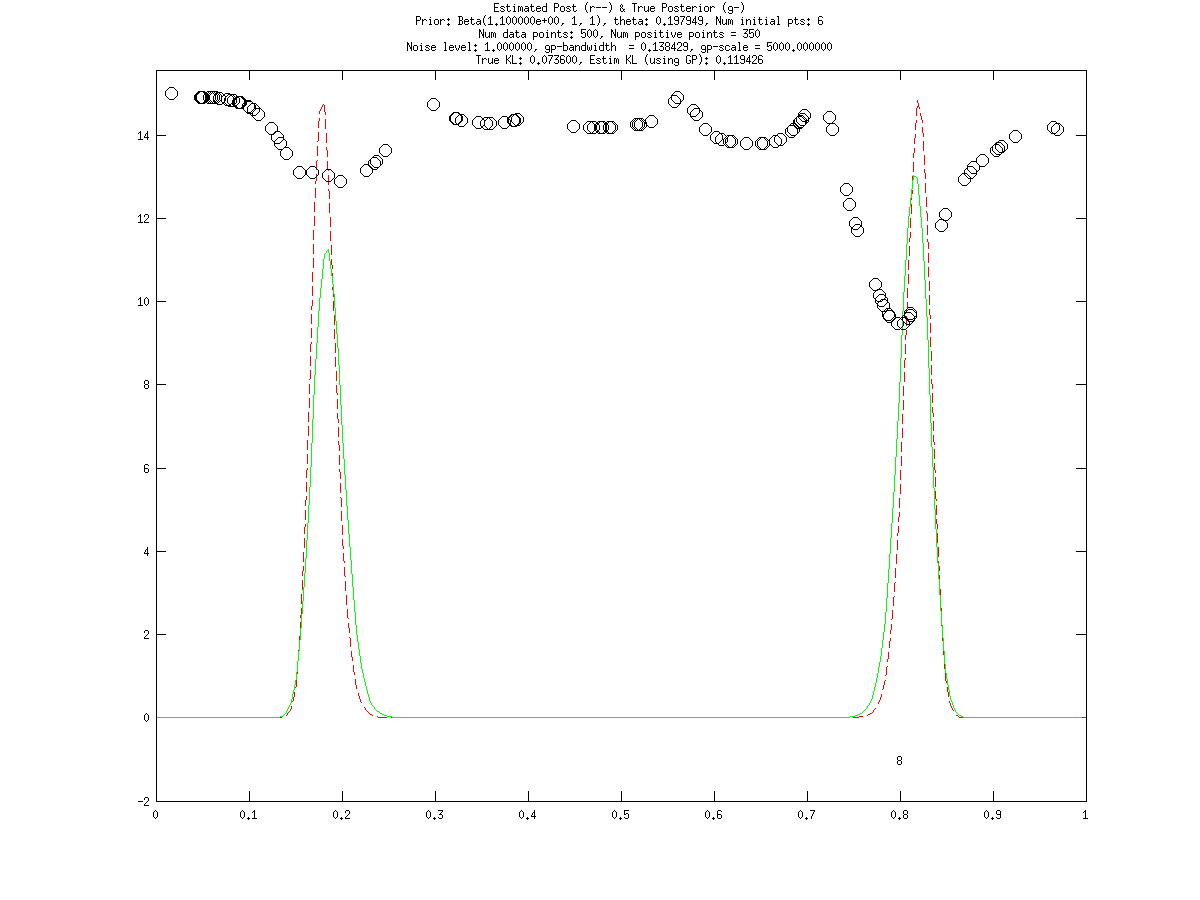 Estimated Post (r--) & True Posterior (g-)
Prior: Beta(1.100000e+00, 1, 1), theta: 0.197949, Num initial pts: 6
Num data points: 500, Num positive points = 350
Noise level: 1.000000, gp-bandwidth  = 0.138429, gp-scale = 5000.000000
True KL: 0.073600, Estim KL (using GP): 0.119426
14
12
10
8
6
4
2
0
8
-2
0 0.1 0.2 0.3 0.4 0.5 0.6 0.7 0.8 0.9 1